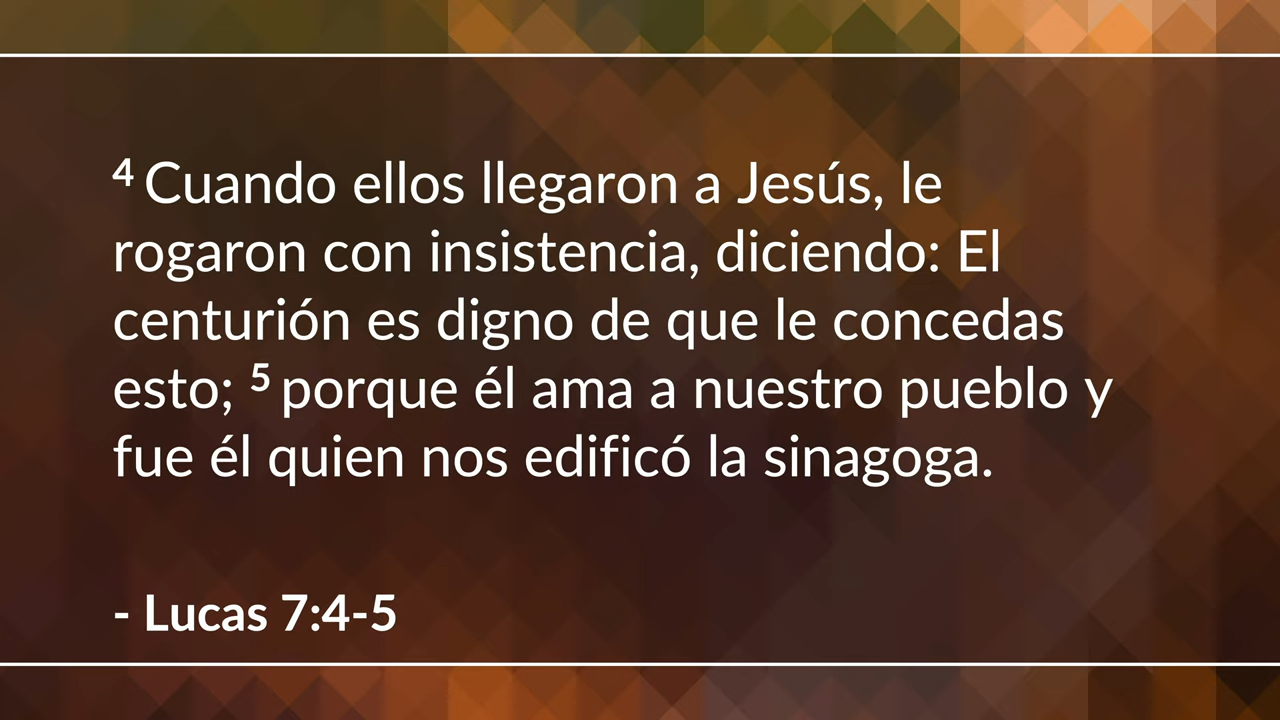 4 Cuando ellos llegaron a Jesús, le
rogaron con insistencia, diciendo: El
centurión es digno de que le concedas
esto; 5 porque él ama a nuestro pueblo y
fue él quien nos edificó la sinagoga.
- Lucas 7:4-5